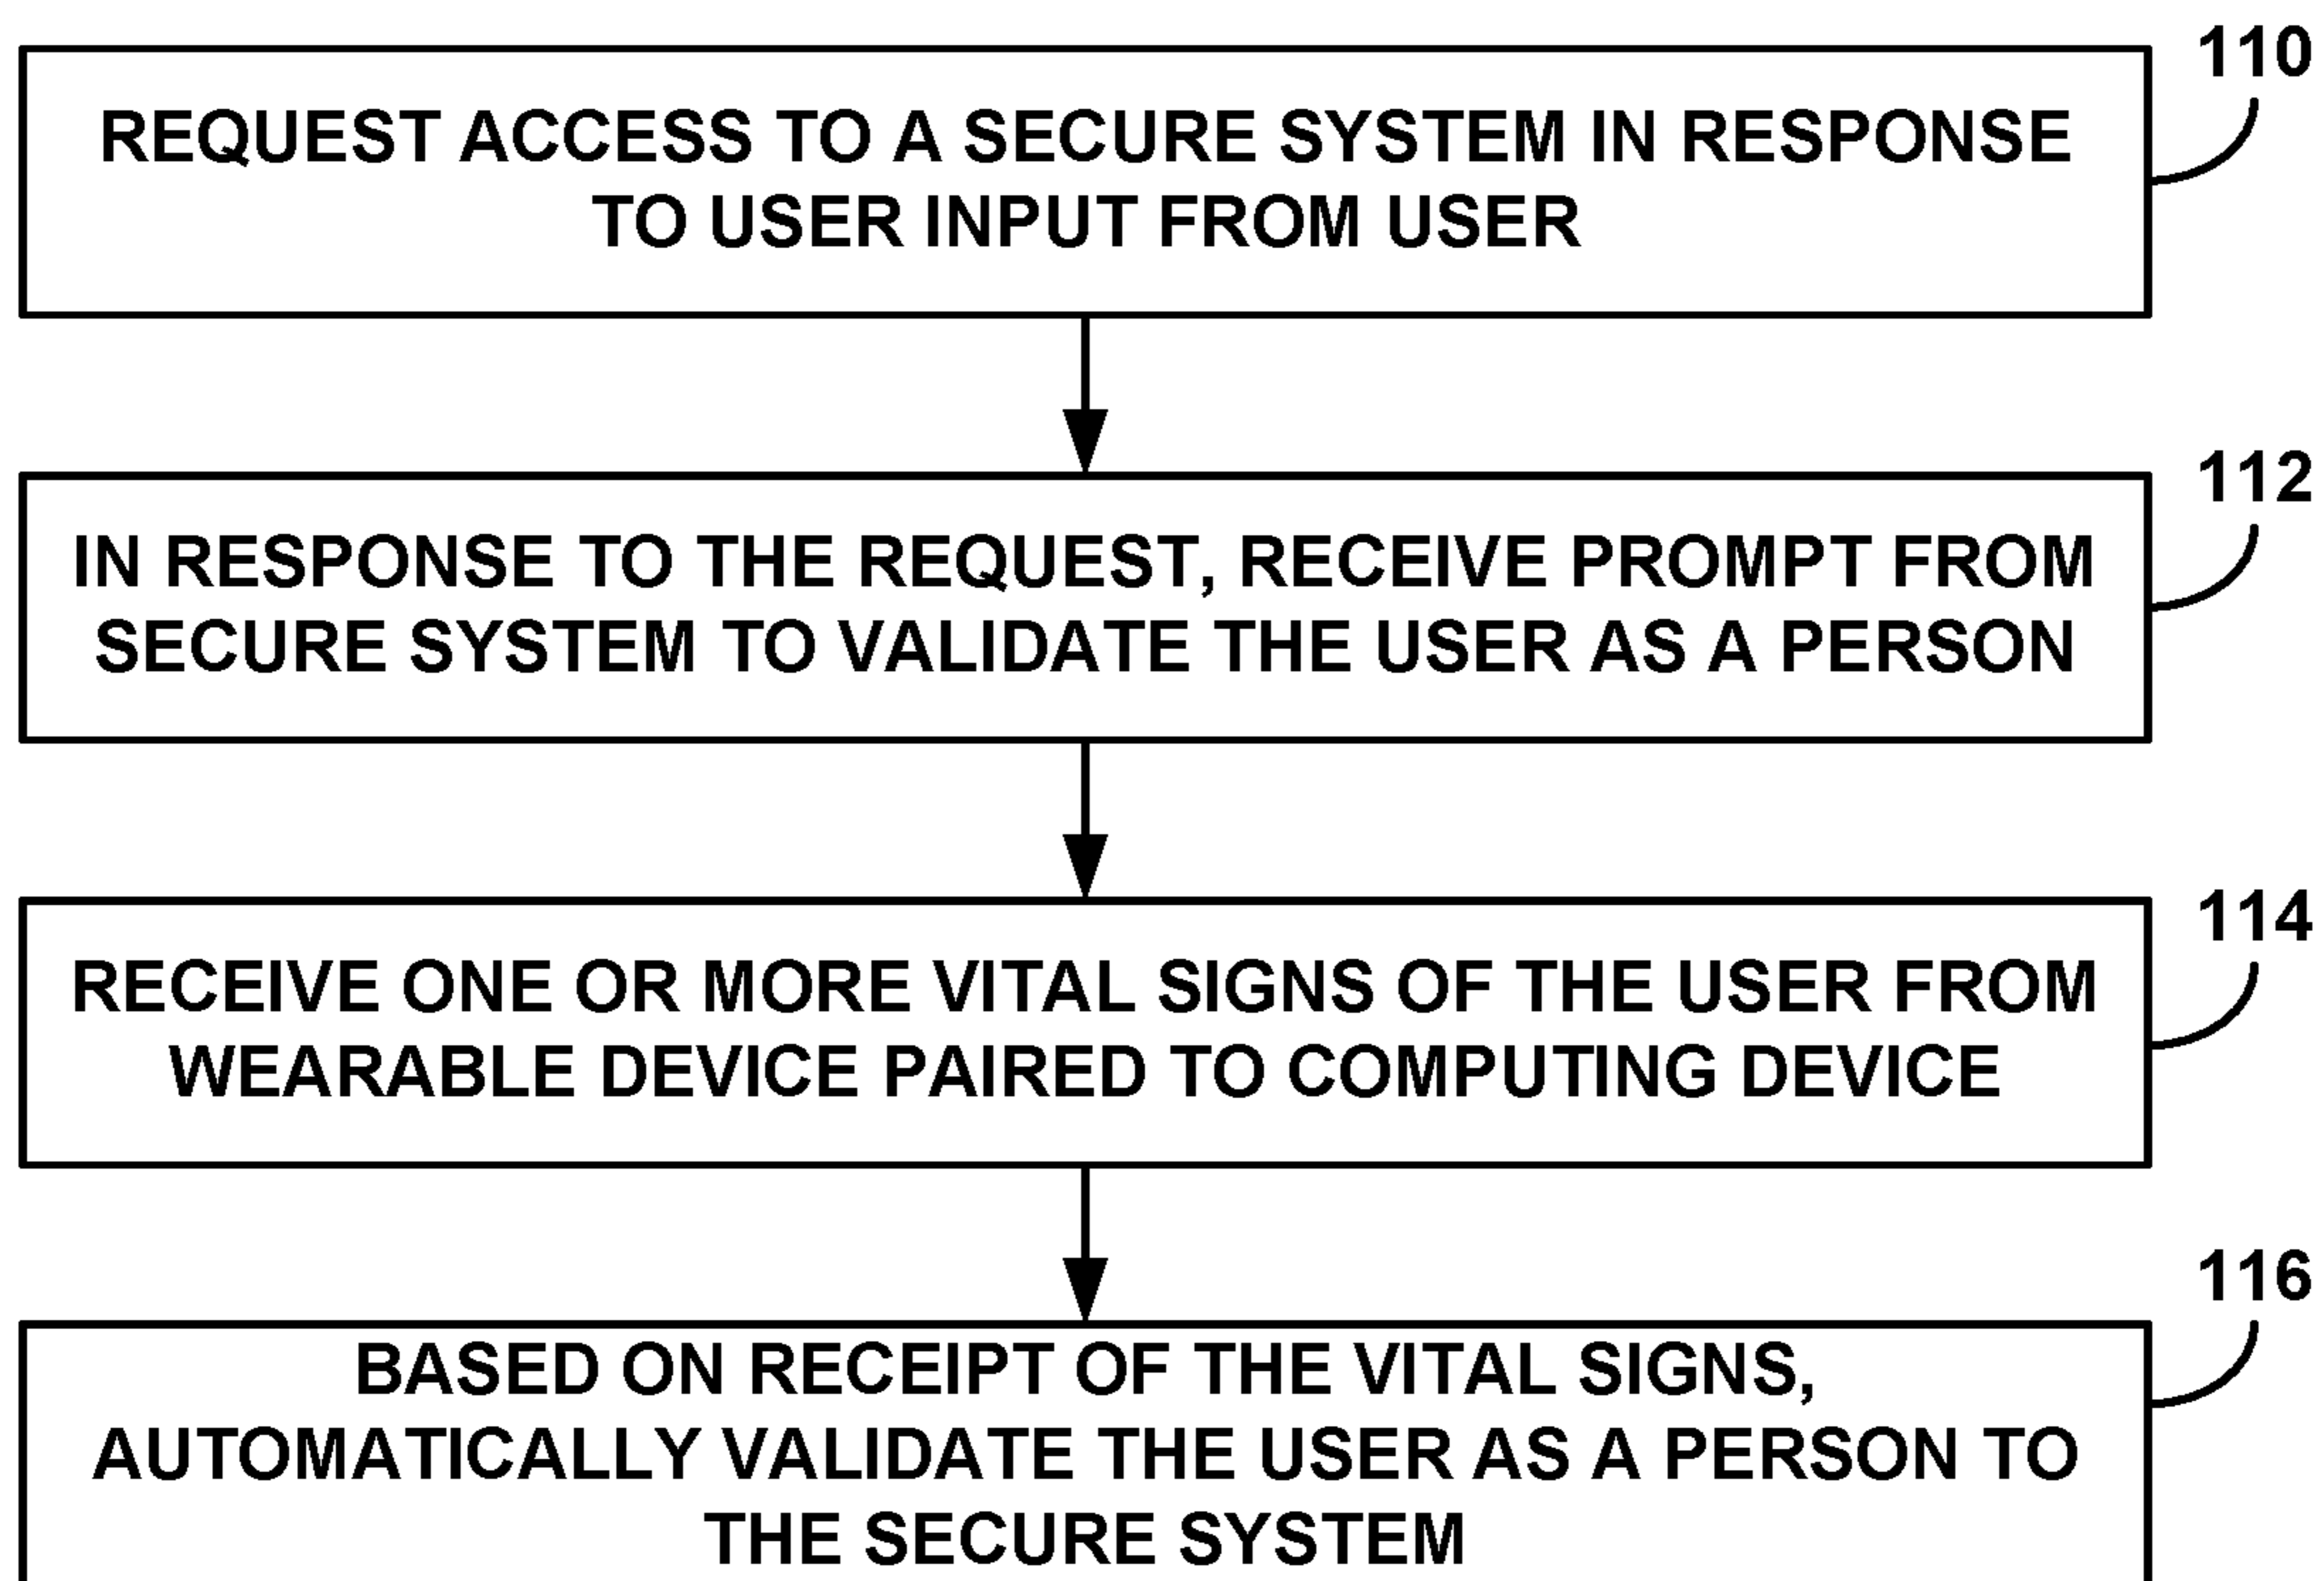 110
REQUEST ACCESS TO A SECURE SYSTEM IN RESPONSE
TO USER INPUT FROM USER
112
IN RESPONSE TO THE REQUEST, RECEIVE PROMPT FROM
SECURE SYSTEM TO VALIDATE THE USER AS A PERSON
114
RECEIVE ONE OR MORE VITAL SIGNS OF THE USER FROM
WEARABLE DEVICE PAIRED TO COMPUTING DEVICE
116
BASED ON RECEIPT OF THE VITAL SIGNS,
AUTOMATICALLY VALIDATE THE USER AS A PERSON TO
THE SECURE SYSTEM